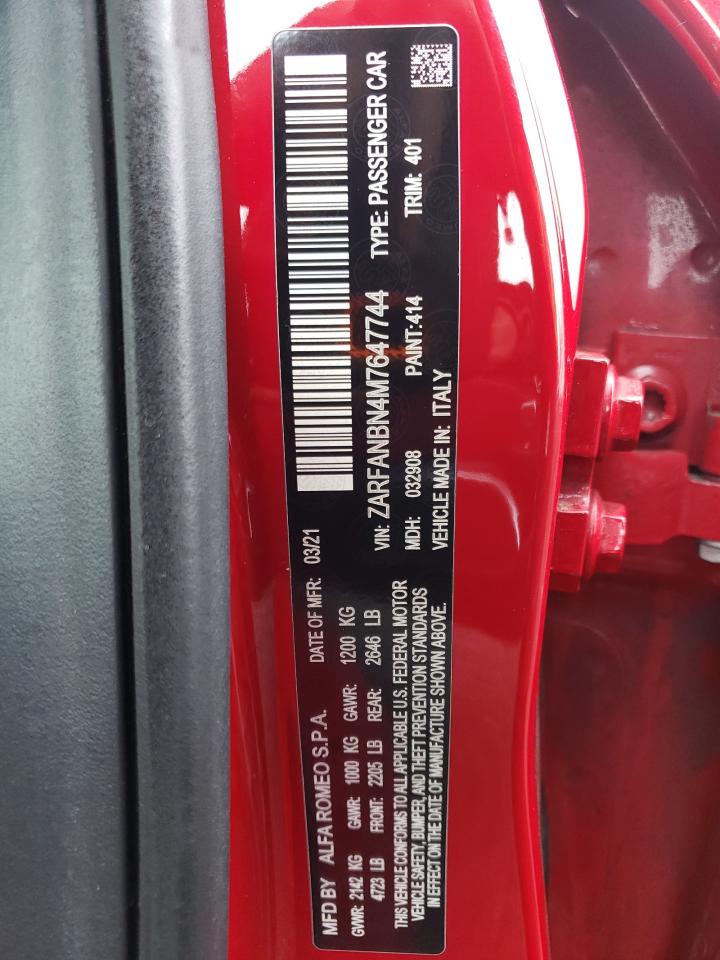 MFD BY ALFA ROMEO S.P.A. DATE OF MFR: 03/21
GVWR: 2142 KG GAWR: 1000 KG GAWR: 1200 KG
4723 LB FRONT: 2205 LB REAR: 2646 LB
THIS VEHICLE CONFORMS TO ALL APPLICABLE U.S. FEDERAL MOTOR
VEHICLE SAFETY, BUMPER, AND THEFT PREVENTION STANDARDS
IN EFFECT ON THE DATE OF MANUFACTURE SHOWN ABOVE.
VIN: ZARFANBN4M7647744 TYPE: PASSENGER CAR
MDH: 032908 PAINT:414 TRIM: 401
VEHICLE MADE IN: ITALY